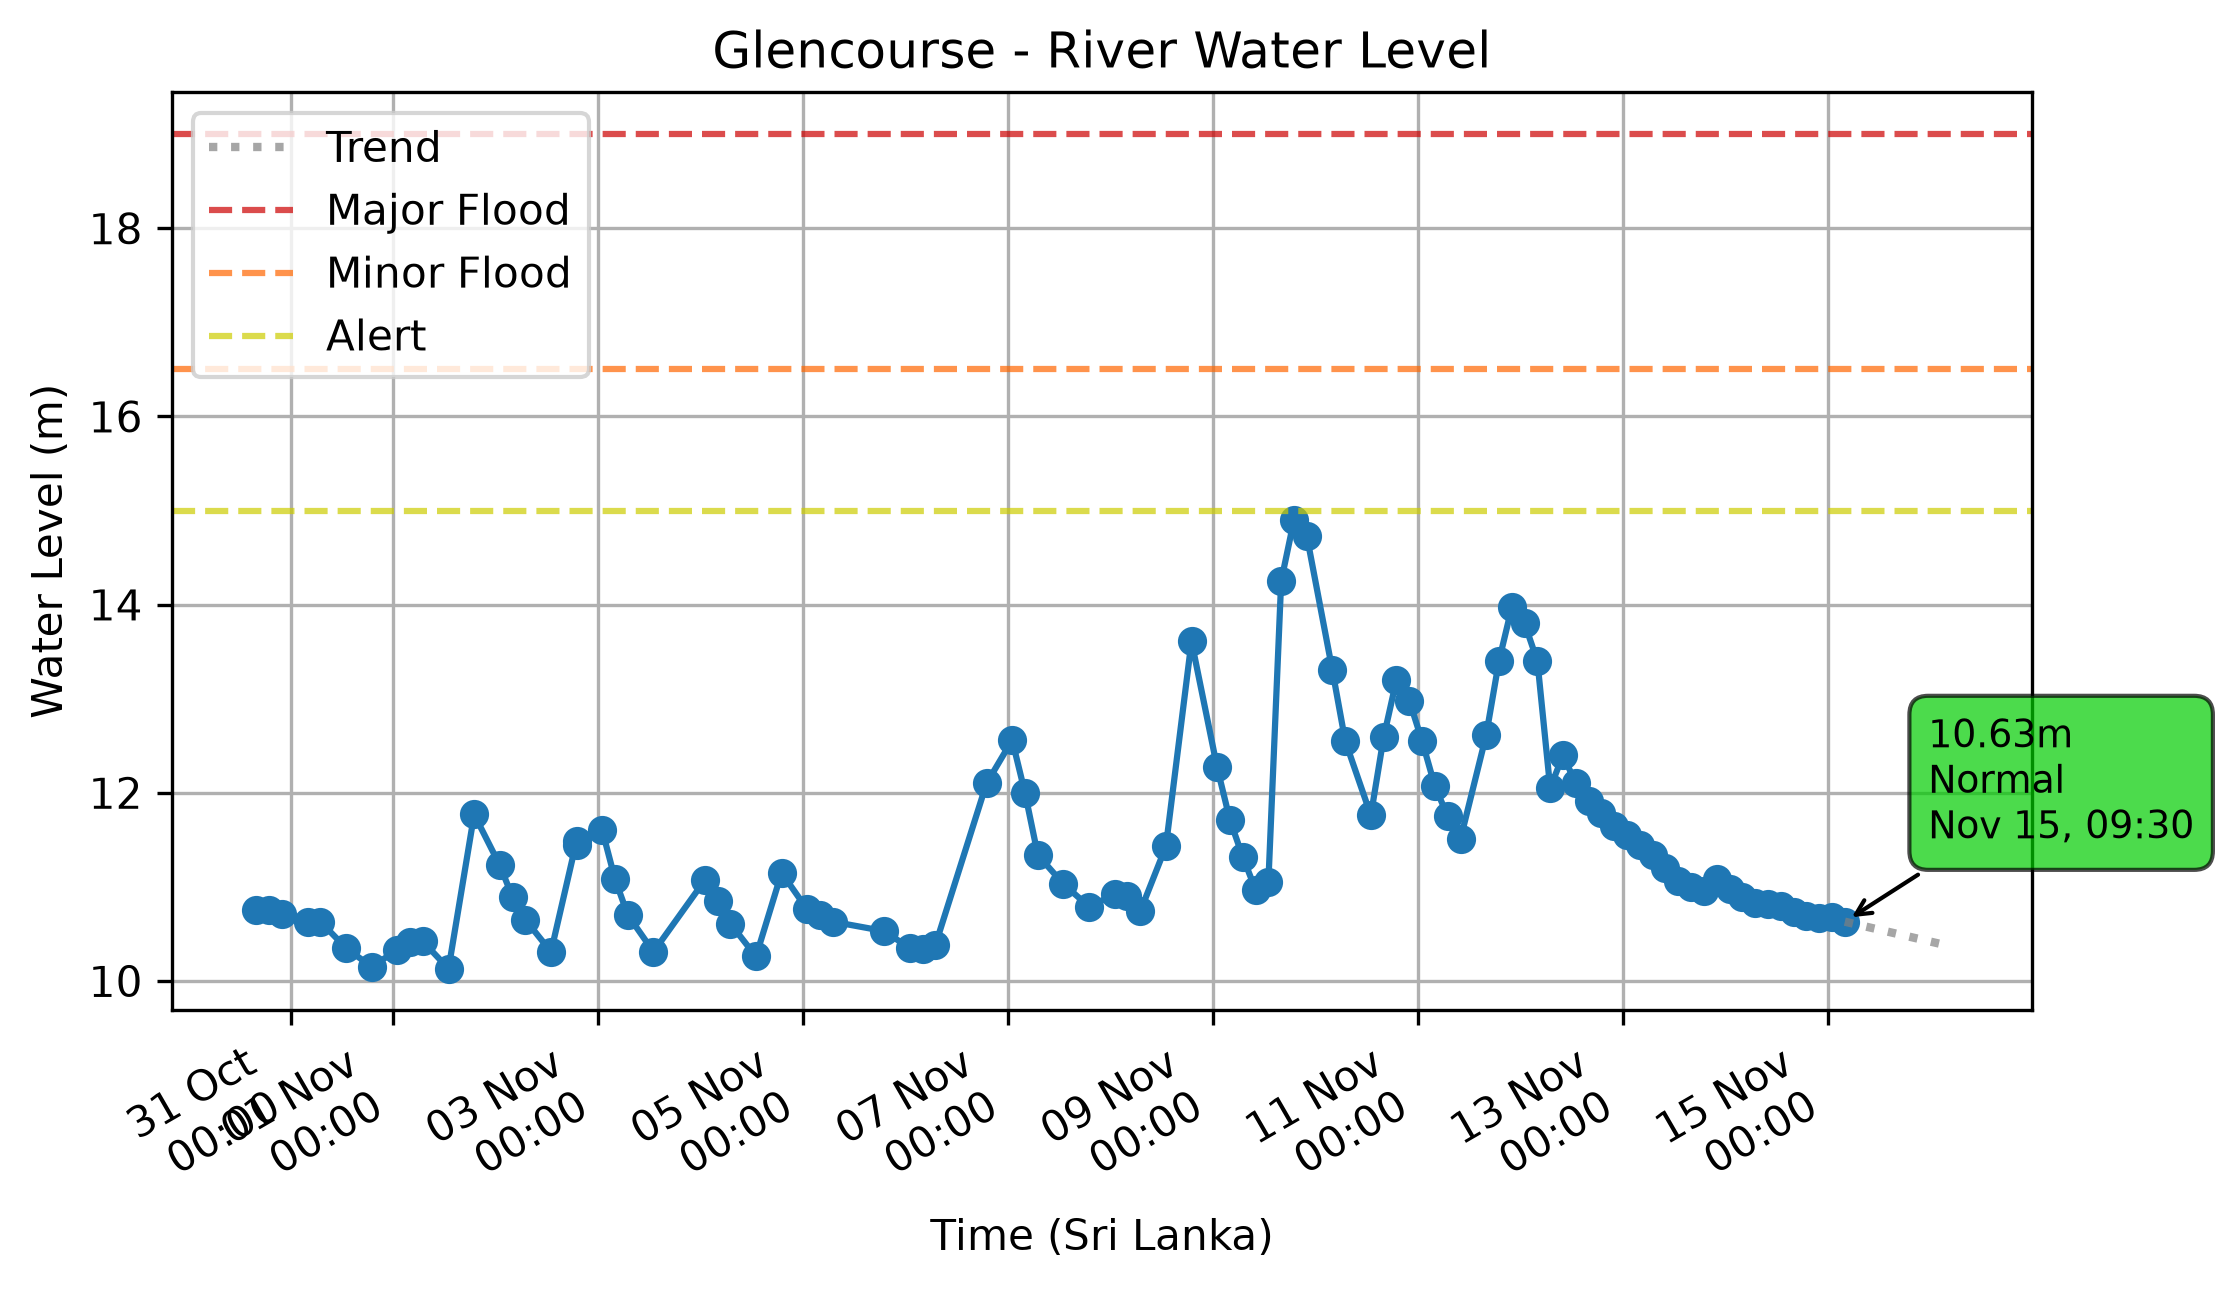 Glencourse - River Water Level
Trend
Major Flood
Minor Flood
Alert
Water Level (m)
18
16
14
12
10
10.63m
Normal
Nov 15, 09:30
31 Oct
00:00
01 Nov
00:00
03 Nov
00:00
05 Nov
00:00
07 Nov
00:00
09 Nov
00:00
11 Nov
00:00
13 Nov
00:00
15 Nov
00:00
Time (Sri Lanka)